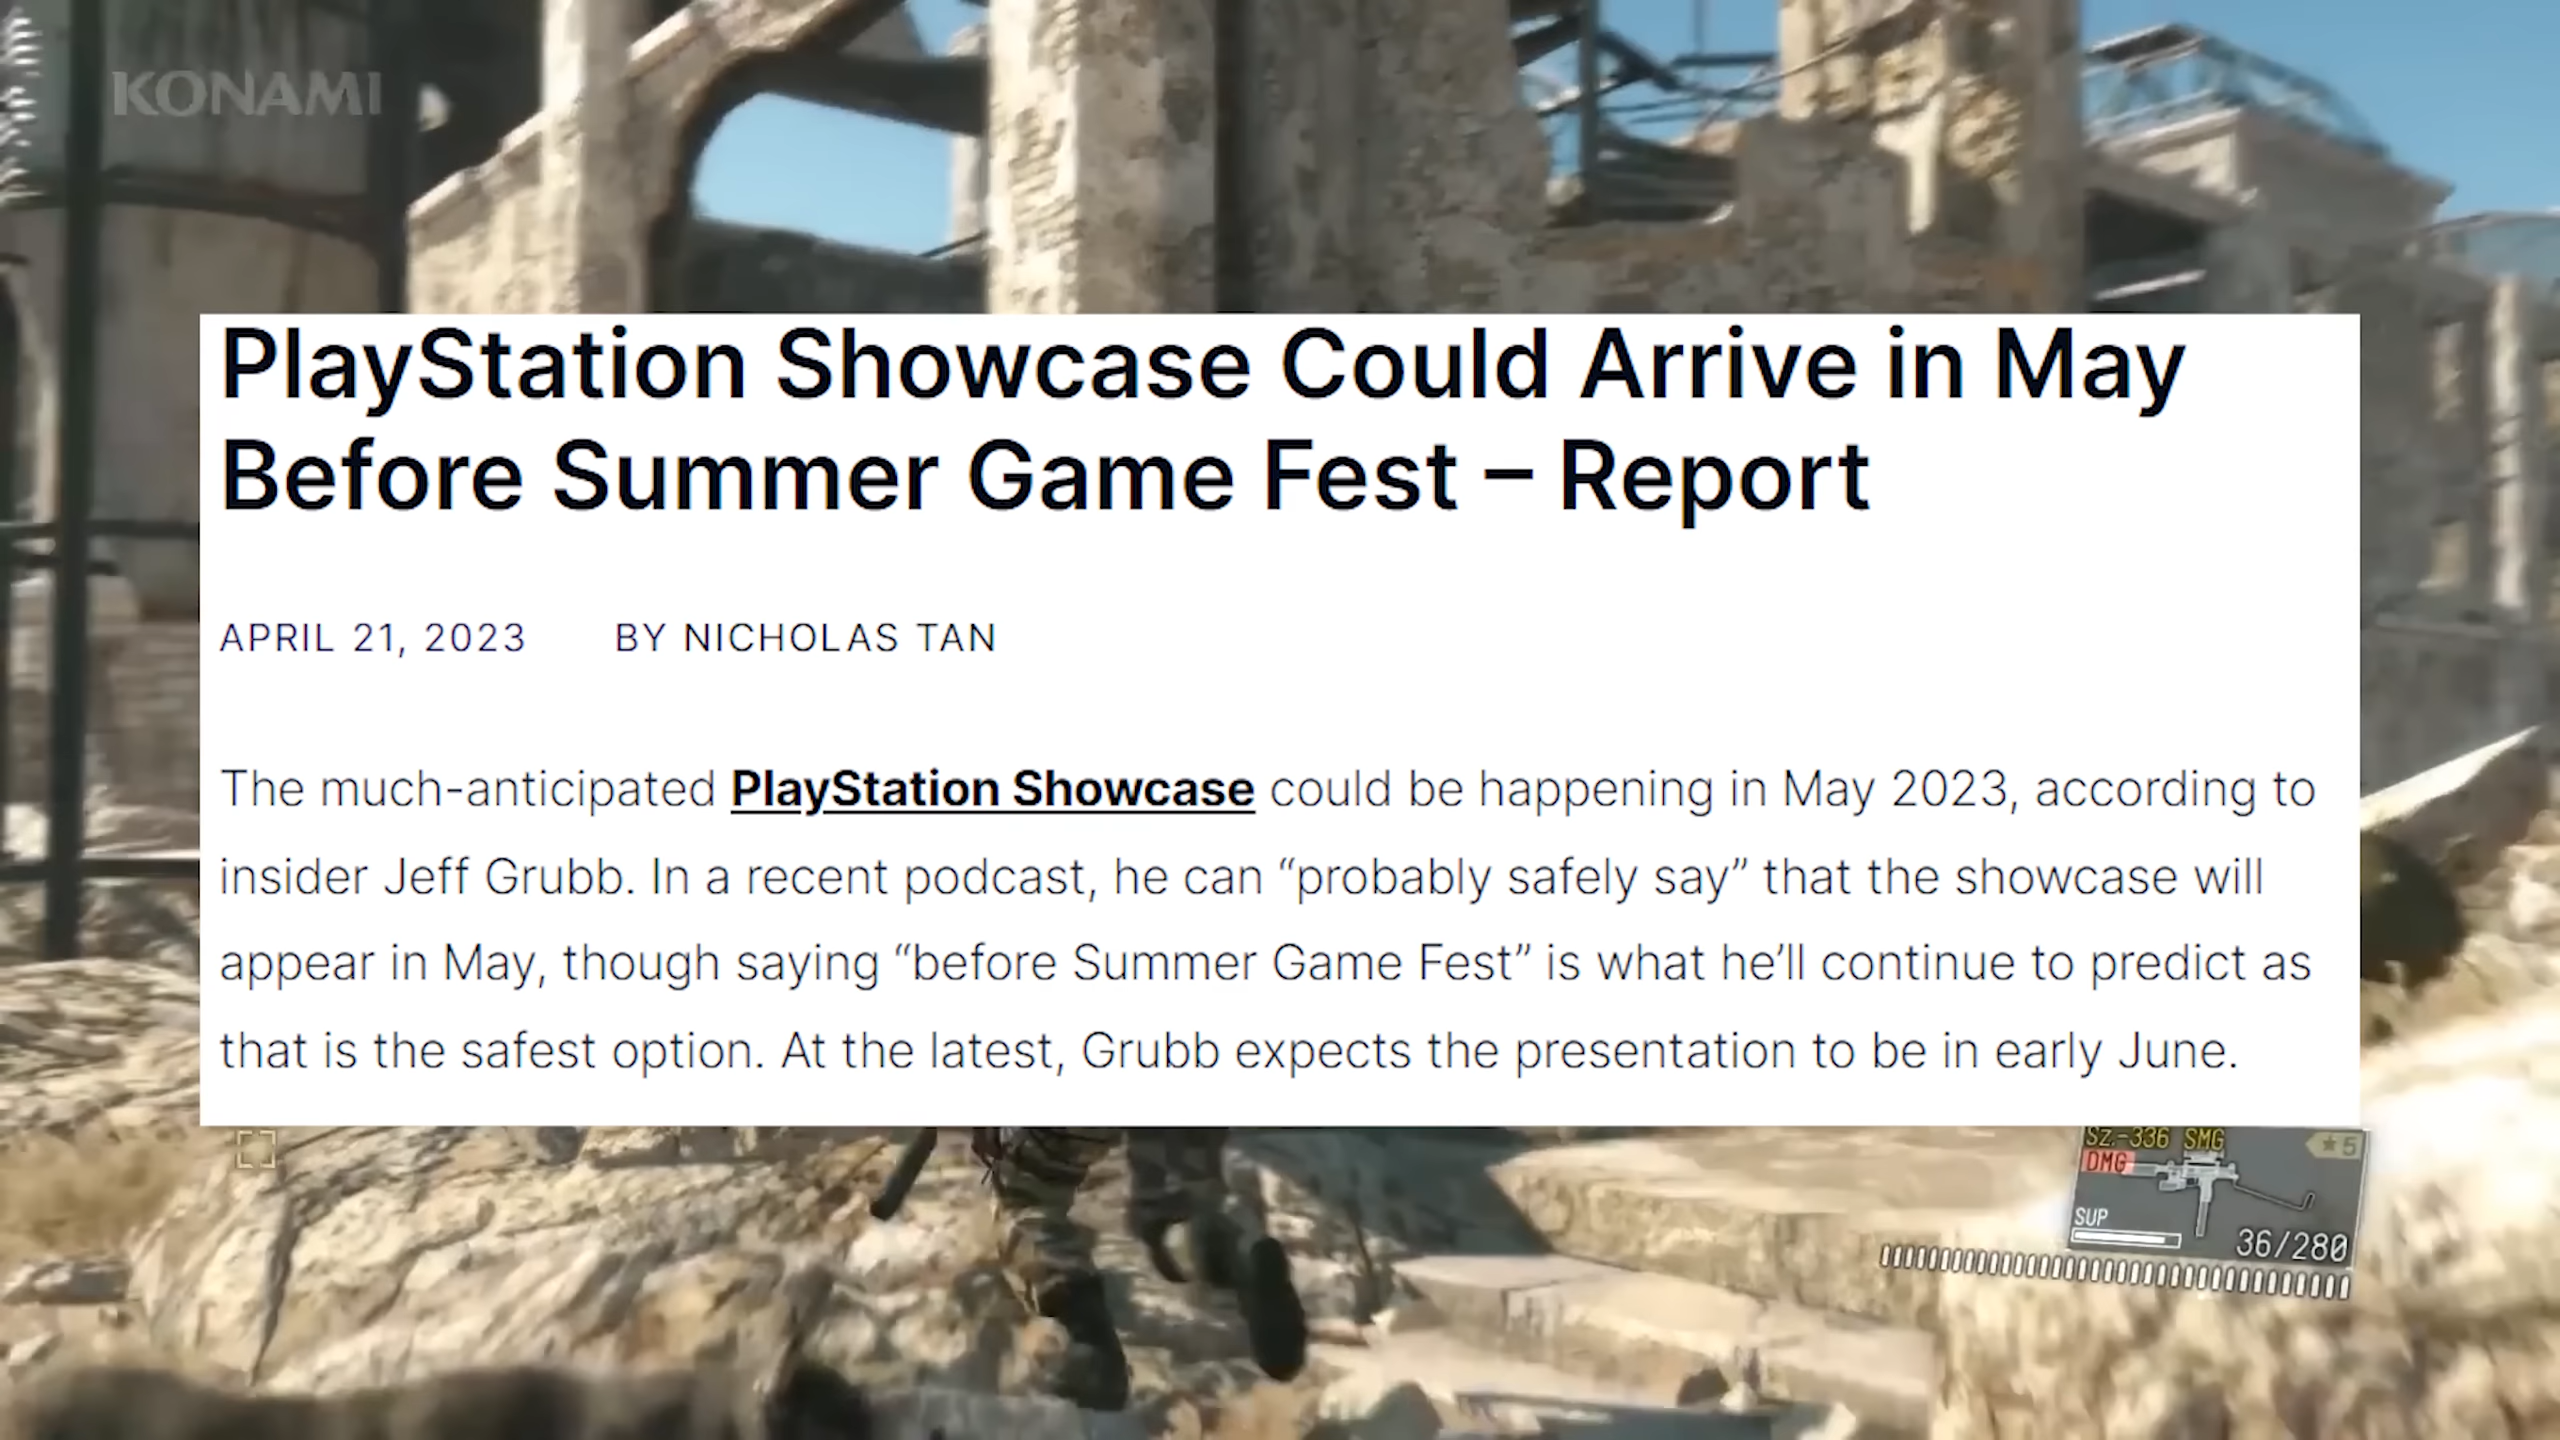 KONAMI
PlayStation Showcase Could Arrive in May
Before Summer Game Fest – Report
APRIL 21, 2023 BY NICHOLAS TAN
The much-anticipated PlayStation Showcase could be happening in May 2023, according to
insider Jeff Grubb. In a recent podcast, he can “probably safely say” that the showcase will
appear in May, though saying “before Summer Game Fest” is what he’ll continue to predict as
that is the safest option. At the latest, Grubb expects the presentation to be in early June.
Sz.-336 SMG ★5
DMG
SUP
36/280